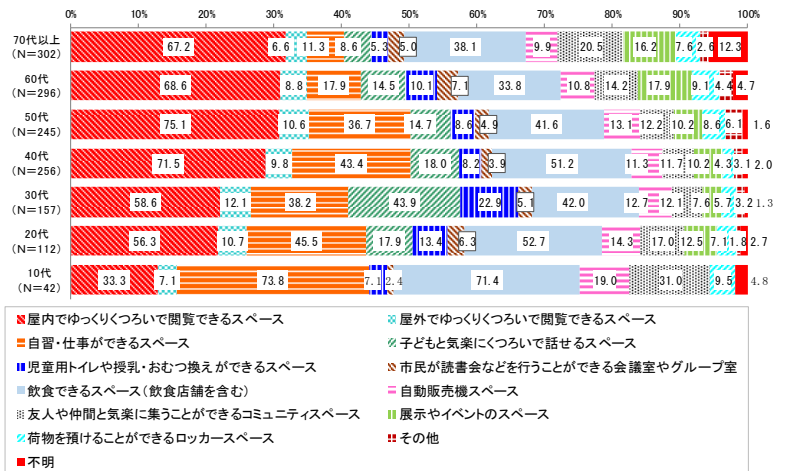 0% 10% 20% 30% 40% 50% 60% 70% 80% 90% 100%
70代以上
(N=302)
67.2 6.6 11.3 8.6 5.3 5.0 38.1 9.9 20.5 16.2 7.6 2.6 12.3
60代
(N=296)
68.6 8.8 17.9 14.5 10.1 7.1 33.8 10.8 14.2 17.9 9.1 4.4 4.7
50代
(N=245)
75.1 10.6 36.7 14.7 8.6 4.9 41.6 13.1 12.2 10.2 8.6 6.1 1.6
40代
(N=256)
71.5 9.8 43.4 18.0 8.2 3.9 51.2 11.3 11.7 10.2 4.3 3.1 2.0
30代
(N=157)
58.6 12.1 38.2 43.9 22.9 5.1 42.0 12.7 12.1 7.6 5.7 3.2 1.3
20代
(N=112)
56.3 10.7 45.5 17.9 13.4 6.3 52.7 14.3 17.0 12.5 7.1 1.8 2.7
10代
(N=42)
33.3 7.1 73.8 7.1 2.4 71.4 19.0 31.0 9.5 4.8
屋内でゆっくりくつろいで閲覧できるスペース 屋外でゆっくりくつろいで閲覧できるスペース
自習・仕事ができるスペース 子どもと気楽にくつろいで話せるスペース
児童用トイレや授乳・おむつ換えができるスペース 市民が読書会などを行うことができる会議室やグループ室
飲食できるスペース(飲食店舗を含む) 自動販売機スペース
友人や仲間と気楽に集うことができるコミュニティスペース 展示やイベントのスペース
荷物を預けることができるロッカースペース その他
不明